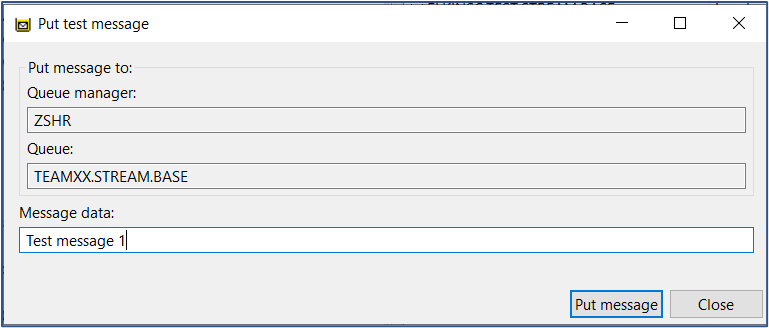 Put test message
Put message to:
Queue manager:
ZSHR
Queue:
TEAMXX.STREAM.BASE
Message data:
Test message 1
Put message
Close